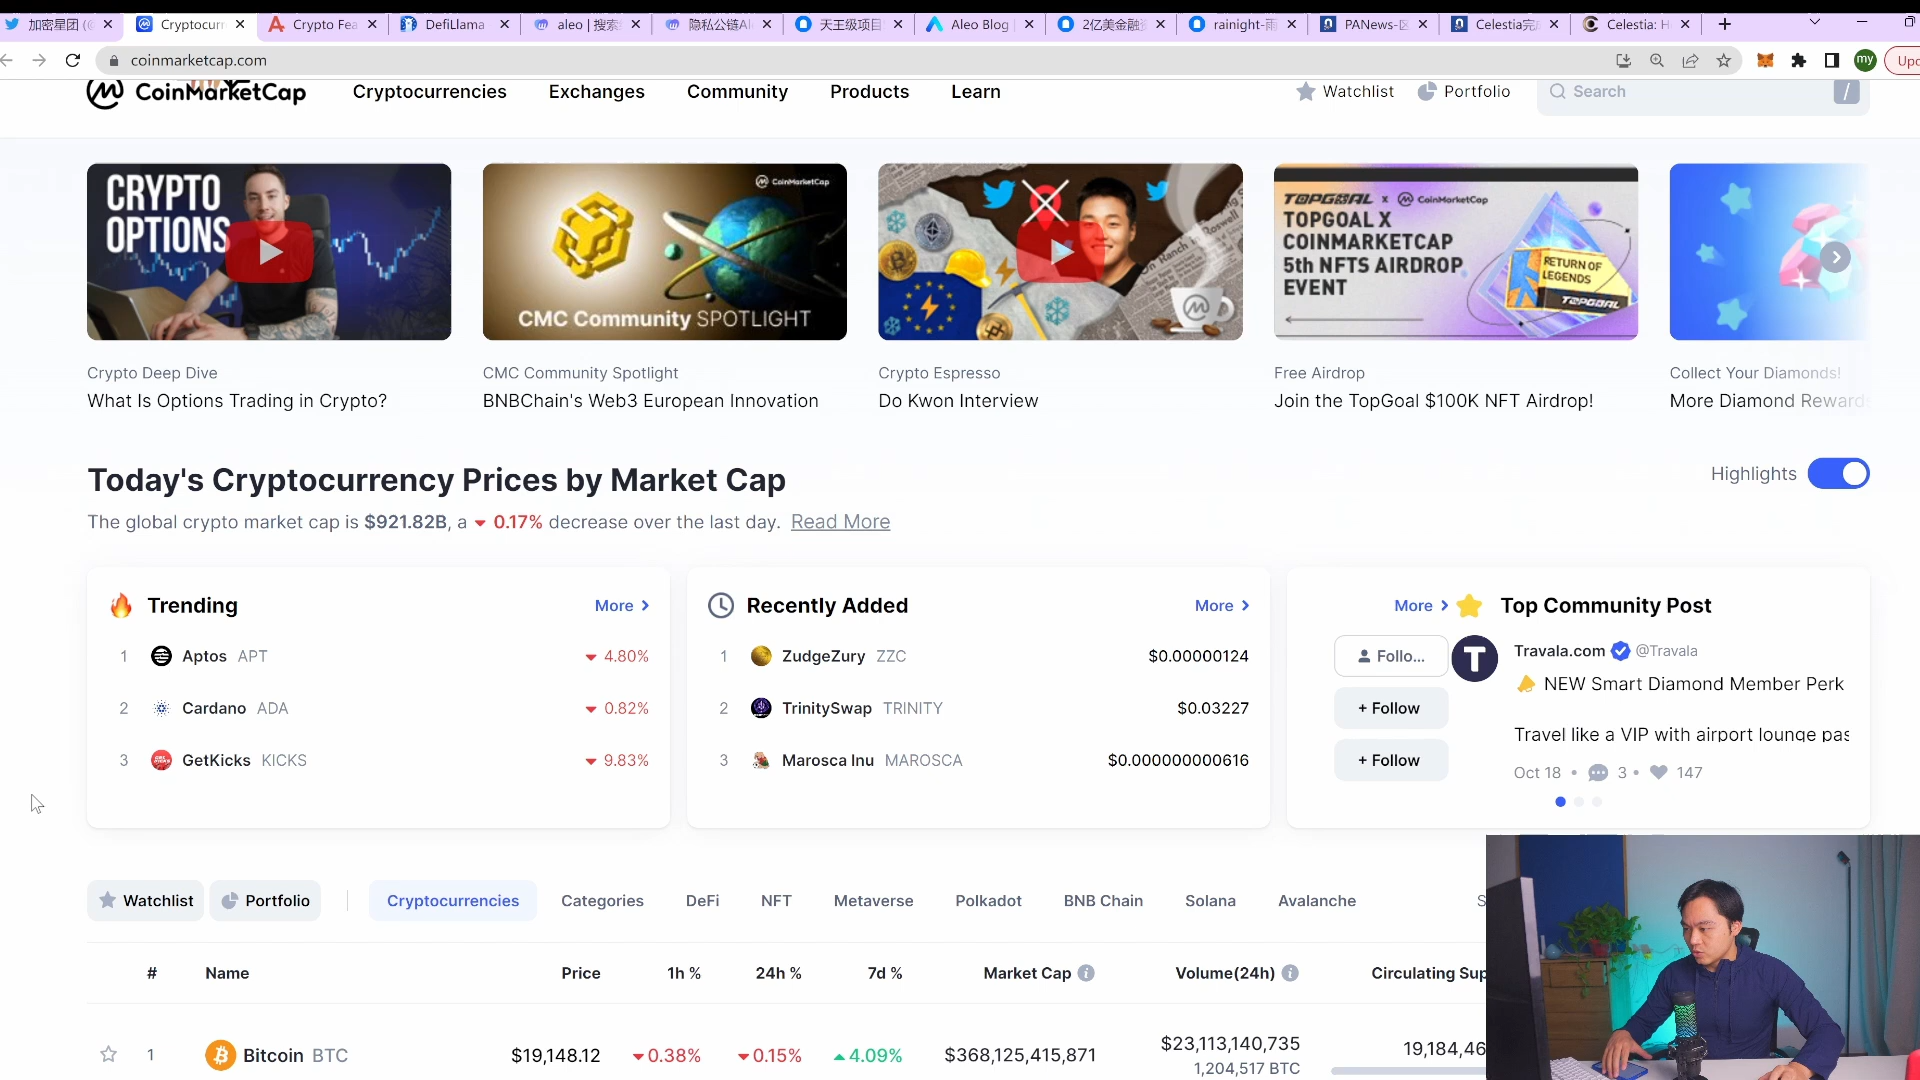 加密星团 (@
Cryptocurr
Crypto Fea
DefiLlama
aleo | 搜索
隐私公链Al
天王级项目
Aleo Blog
2亿美金融资
rainight-雨
PANews-区
Celestia完
Celestia: H
coinmarketcap.com
my
Upd
CoinMarketCap
Cryptocurrencies
Exchanges
Community
Products
Learn
Watchlist
Portfolio
Search
/
CRYPTO
OPTIONS
CoinMarketCap
CMC Community SPOTLIGHT
TOPGOAL x CoinMarketCap
TOPGOAL X
COINMARKETCAP
5th NFTS AIRDROP
EVENT
RETURN OF
LEGENDS
TOPGOAL
Crypto Deep Dive
What Is Options Trading in Crypto?
CMC Community Spotlight
BNBChain's Web3 European Innovation
Crypto Espresso
Do Kwon Interview
Free Airdrop
Join the TopGoal $100K NFT Airdrop!
Collect Your Diamonds!
More Diamond Reward
Today's Cryptocurrency Prices by Market Cap
Highlights
The global crypto market cap is $921.82B, a 0.17% decrease over the last day. Read More
Trending
More
1 Aptos APT 4.80%
2 Cardano ADA 0.82%
3 GetKicks KICKS 9.83%
Recently Added
More
1 ZudgeZury ZZC $0.00000124
2 TrinitySwap TRINITY $0.03227
3 Marosca Inu MAROSCA $0.000000000616
More
Top Community Post
Follo...
+ Follow
+ Follow
T
Travala.com @Travala
NEW Smart Diamond Member Perk
Travel like a VIP with airport lounge pas
Oct 18 • 3 • 147
Watchlist
Portfolio
Cryptocurrencies
Categories
DeFi
NFT
Metaverse
Polkadot
BNB Chain
Solana
Avalanche
S
# Name Price 1h % 24h % 7d % Market Cap Volume(24h) Circulating Sup
1 Bitcoin BTC $19,148.12 0.38% 0.15% 4.09% $368,125,415,871 $23,113,140,735 19,184,46
1,204,517 BTC